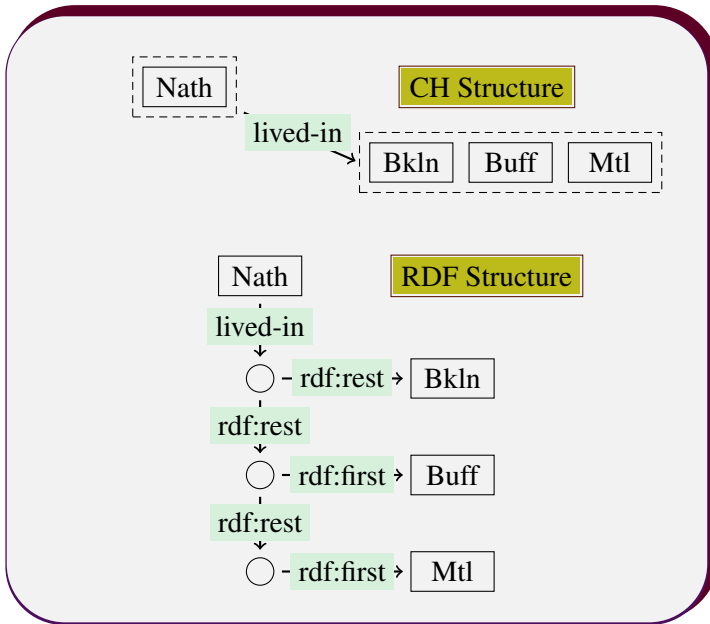 Nath
CH Structure
lived-in
Bkln
Buff
Mtl
Nath
RDF Structure
lived-in
rdf:rest
Bkln
rdf:rest
rdf:first
Buff
rdf:rest
rdf:first
Mtl